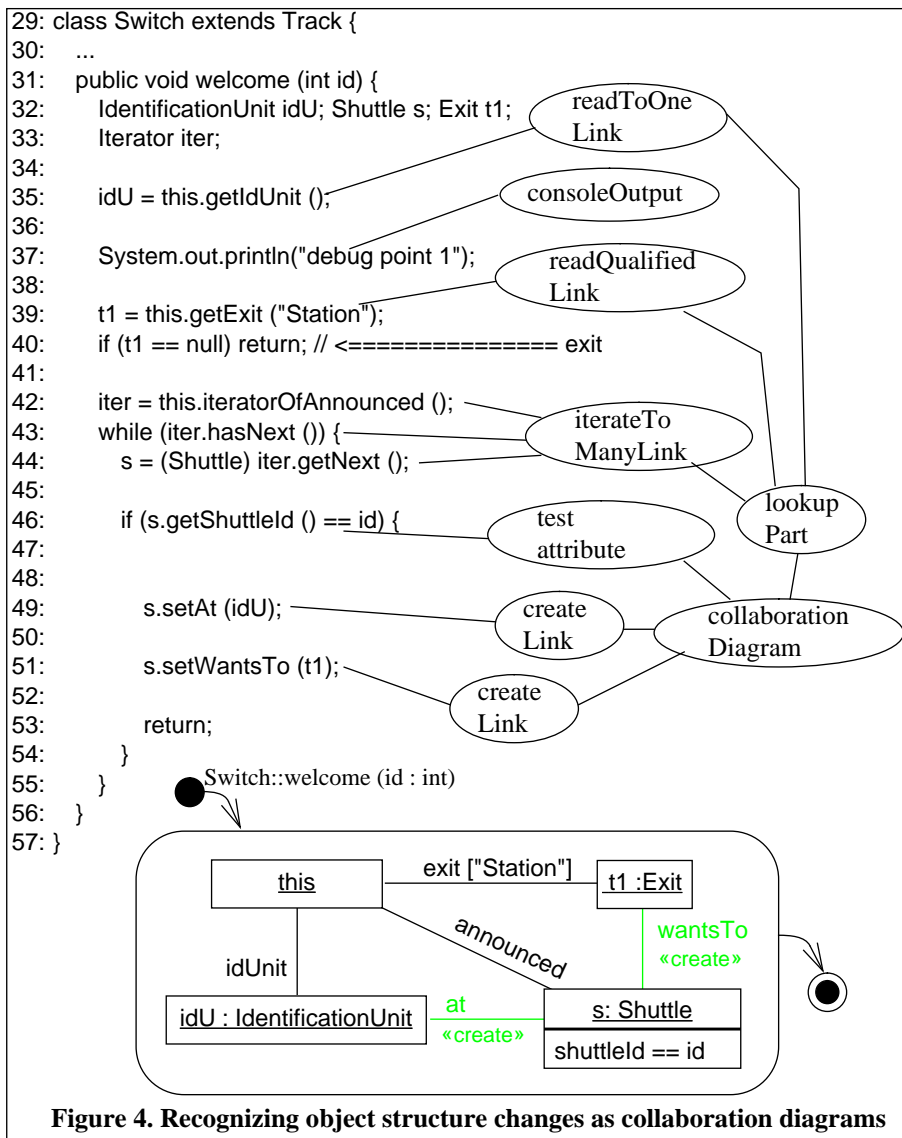 29: class Switch extends Track {
30: ...
31: public void welcome (int id) {
32: IdentificationUnit idU; Shuttle s; Exit t1;
33: Iterator iter;
34:
35: idU = this.getIdUnit ();
36:
37: System.out.println("debug point 1");
38:
39: t1 = this.getExit ("Station");
40: if (t1 == null) return; // <=============== exit
41:
42: iter = this.iteratorOfAnnounced ();
43: while (iter.hasNext ()) {
44: s = (Shuttle) iter.getNext ();
45:
46: if (s.getShuttleId () == id) {
47:
48:
49: s.setAt (idU);
50:
51: s.setWantsTo (t1);
52:
53: return;
54: }
55: }
56: }
57: }
readToOne
Link
consoleOutput
readQualified
Link
iterateTo
ManyLink
lookup
Part
test
attribute
create
Link
collaboration
Diagram
create
Link
Switch::welcome (id : int)
this
exit ["Station"]
t1 :Exit
announced
wantsTo
«create»
idUnit
idU : IdentificationUnit
at
«create»
s: Shuttle
shuttleId == id
Figure 4. Recognizing object structure changes as collaboration diagrams